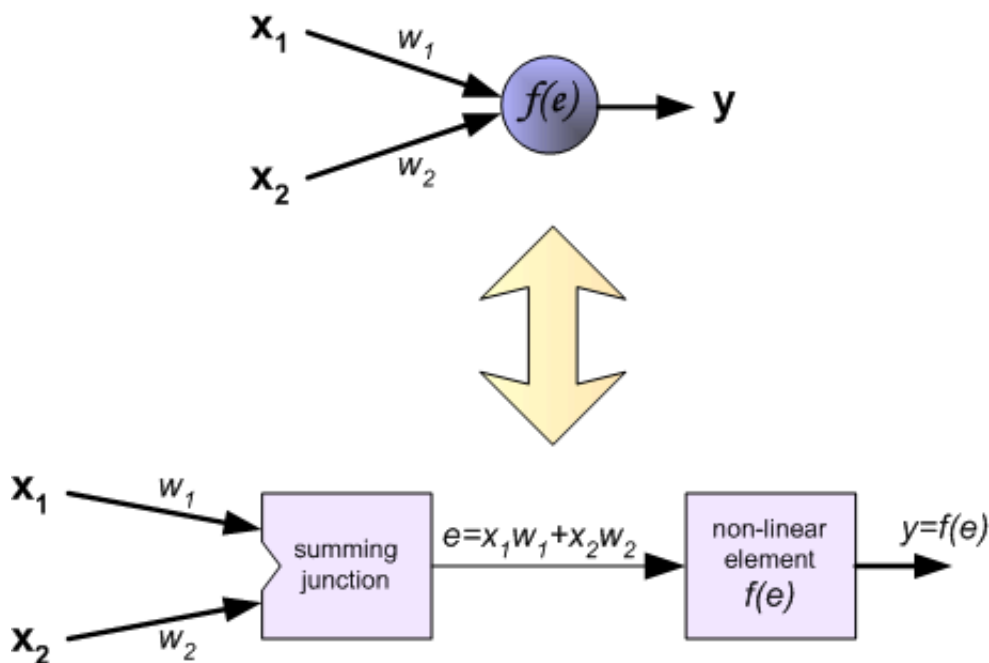 x₁
w₁
f(e)
y
w₂
x₂
x₁
w₁
summing
junction
e=x₁w₁+x₂w₂
non-linear
element
f(e)
y=f(e)
w₂
x₂